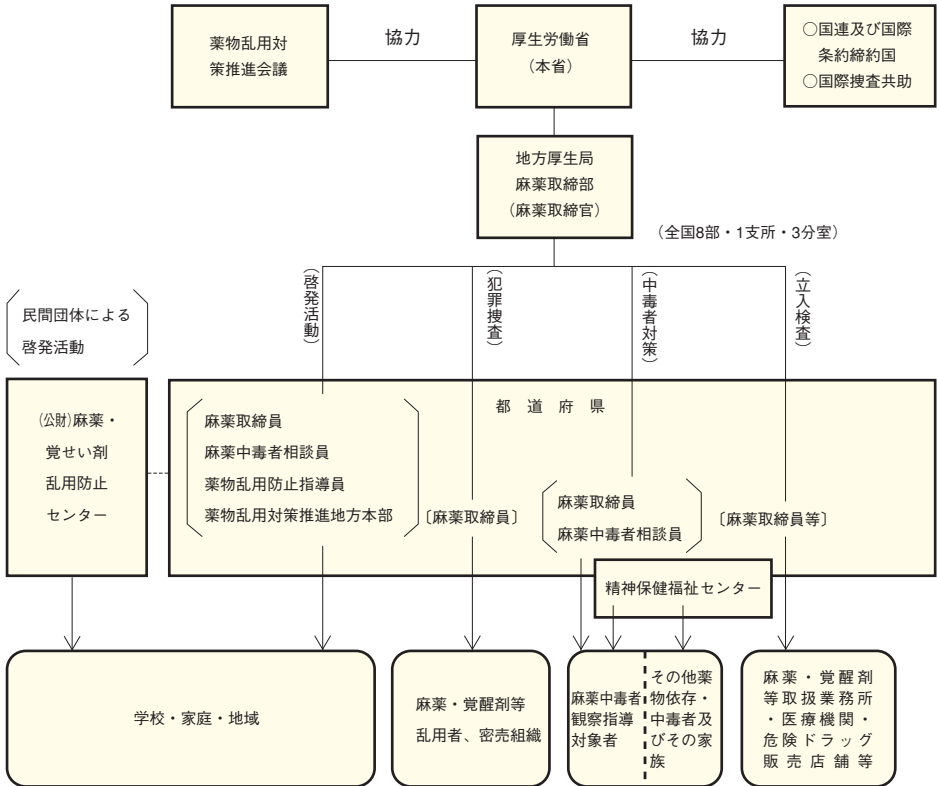 薬物乱用対
策推進会議
協力
厚生労働省
（本省）
協力
○国連及び国際
条約締約国
○国際捜査共助
地方厚生局
麻薬取締部
（麻薬取締官）
（全国8部・1支所・3分室）
（啓発活動）
（犯罪捜査）
（中毒者対策）
（立入検査）
民間団体による
啓発活動
(公財)麻薬・
覚せい剤
乱用防止
センター
都道府県
麻薬取締員
麻薬中毒者相談員
薬物乱用防止指導員
薬物乱用対策推進地方本部
〔麻薬取締員〕
麻薬取締員
麻薬中毒者相談員
〔麻薬取締員等〕
精神保健福祉センター
学校・家庭・地域
麻薬・覚醒剤等
乱用者、密売組織
麻薬中毒者
観察指導
対象者
その他薬
物依存・
中毒者及
びその家
族
麻薬・覚醒剤
等取扱業務所
・医療機関・
危険ドラッグ
販売店舗等